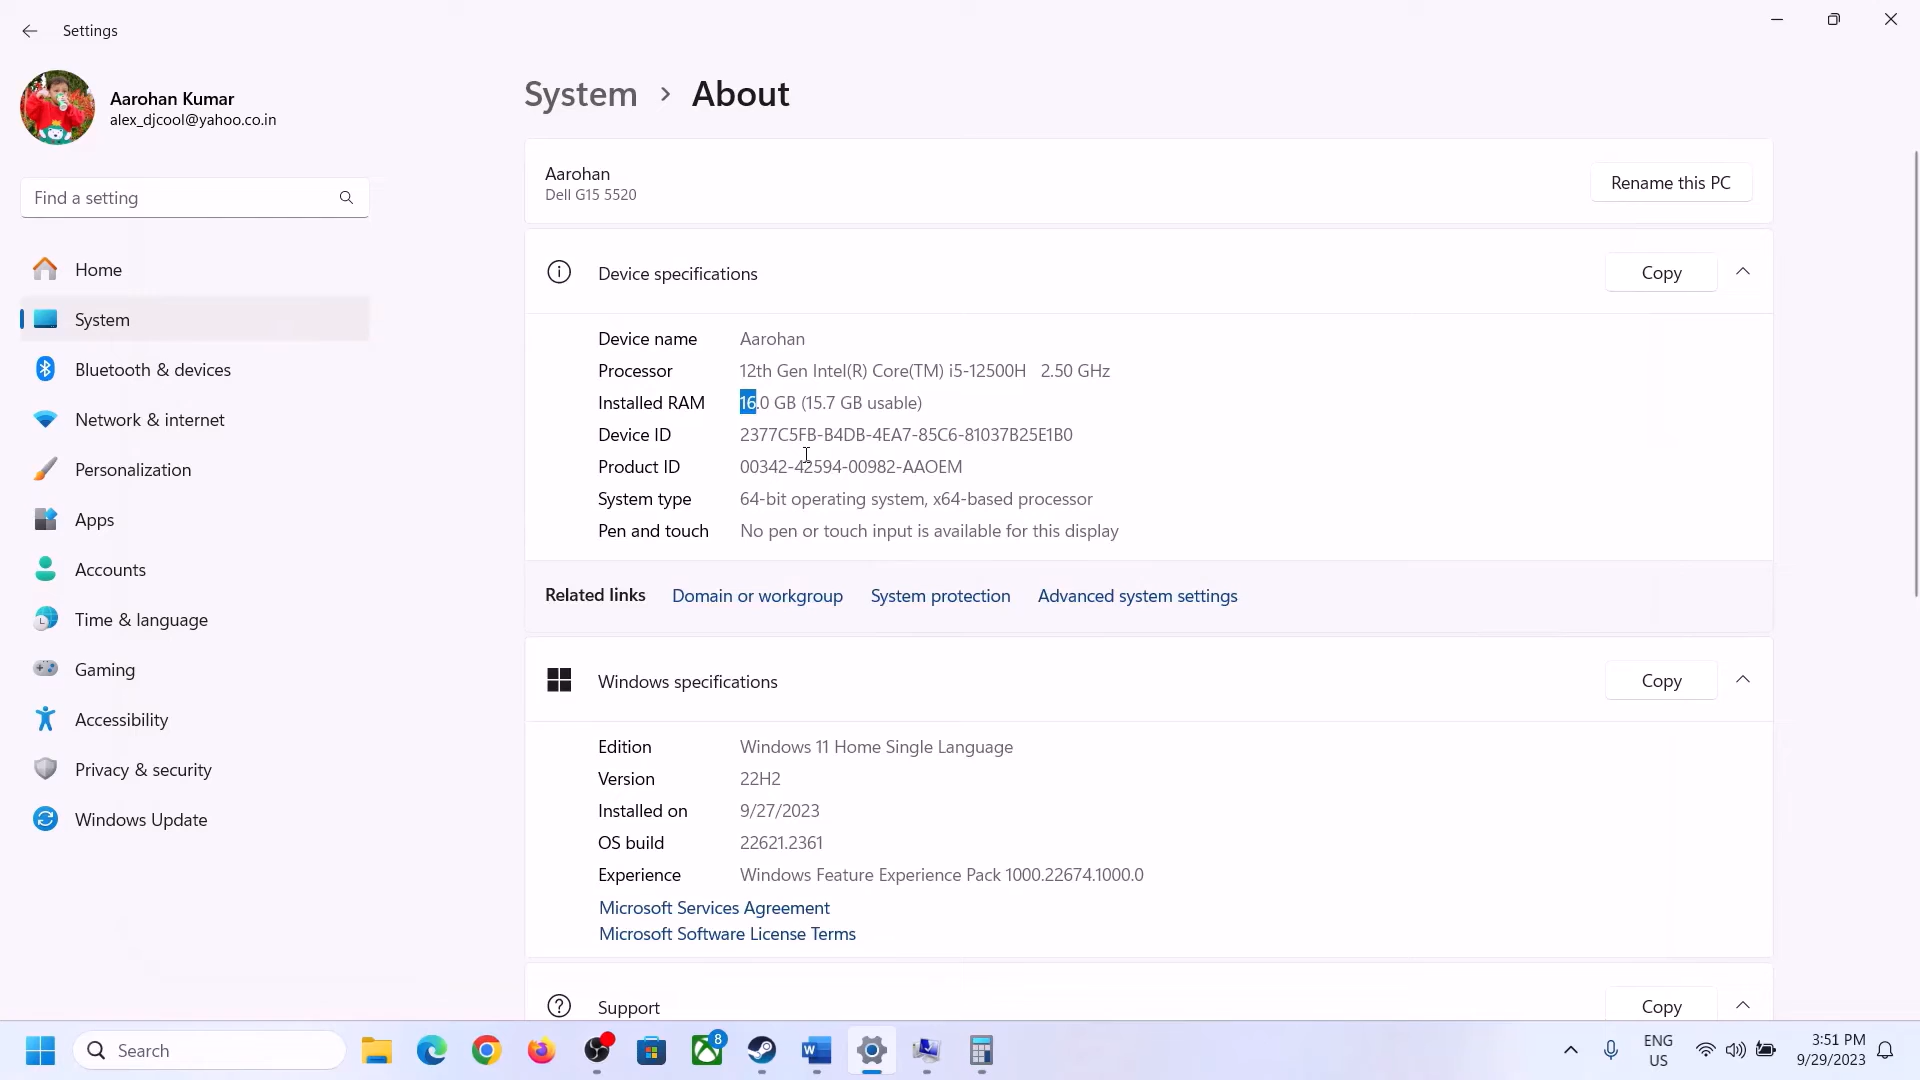 Settings
Aarohan Kumar
alex_djcool@yahoo.co.in
Find a setting
Home
System
Bluetooth & devices
Network & internet
Personalization
Apps
Accounts
Time & language
Gaming
Accessibility
Privacy & security
Windows Update
System > About
Aarohan
Dell G15 5520
Rename this PC
Device specifications
Copy
Device name Aarohan
Processor 12th Gen Intel(R) Core(TM) i5-12500H 2.50 GHz
Installed RAM 16.0 GB (15.7 GB usable)
Device ID 2377C5FB-B4DB-4EA7-85C6-81037B25E1B0
Product ID 00342-42594-00982-AAOEM
System type 64-bit operating system, x64-based processor
Pen and touch No pen or touch input is available for this display
Related links Domain or workgroup System protection Advanced system settings
Windows specifications
Copy
Edition Windows 11 Home Single Language
Version 22H2
Installed on 9/27/2023
OS build 22621.2361
Experience Windows Feature Experience Pack 1000.22674.1000.0
Microsoft Services Agreement
Microsoft Software License Terms
Support
Copy
Search
8
ENG
US
3:51 PM
9/29/2023